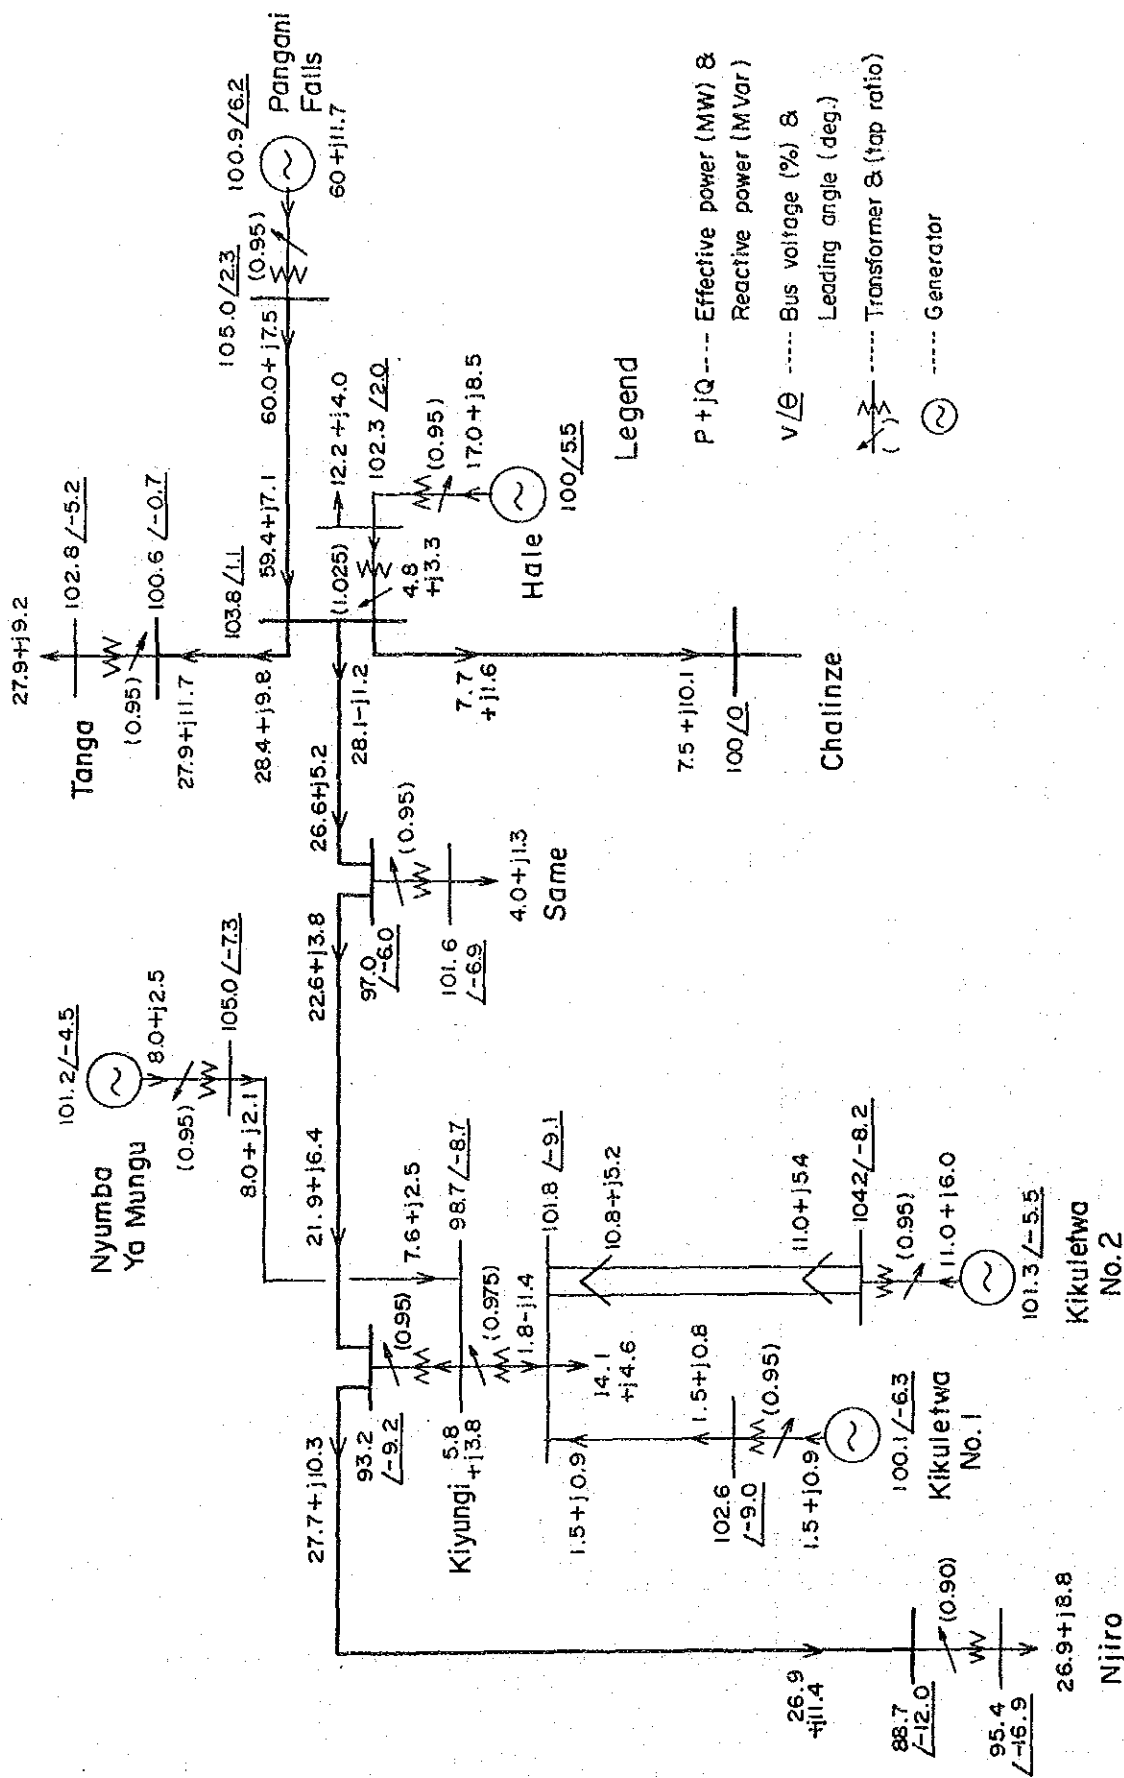 100.9/6.2
Pangani
Falls
60+j11.7
105.0/2.3
(0.95)
60.0+j7.5
59.4+j7.1
12.2+j4.0
102.3/2.0
(0.95)
17.0+j8.5
100/5.5
Hale
(1.025)
4.8
+j3.3
103.8/1.1
27.9+j9.2
102.8/-5.2
100.6/-0.7
Tanga
(0.95)
27.9+j11.7
28.4+j9.8
28.1-j1.2
7.7
+j1.6
7.5+j10.1
100/0
Chalinze
26.6+j5.2
(0.95)
4.0+j1.3
Same
97.0
/-6.0
101.6
/-6.9
22.6+j3.8
101.2/-4.5
8.0+j2.5
105.0/-7.3
Nyumba
Ya Mungu
(0.95)
8.0+j2.1
21.9+j6.4
7.6+j2.5
98.7/-8.7
(0.95)
(0.975)
1.8-j1.4
101.8/-9.1
10.8+j5.2
11.0+j5.4
104.2/-8.2
(0.95)
11.0+j6.0
101.3/-5.5
Kikuletwa
No.2
14.1
+j4.6
1.5+j0.8
(0.95)
100.1/-6.3
Kikuletwa
No.1
1.5+j0.9
102.6
/-9.0
1.5+j0.9
5.8
+j3.8
Kiyungi
93.2
/-9.2
27.7+j10.3
26.9
+j11.4
88.7
/-12.0
(0.90)
95.4
/-16.9
26.9+j8.8
Njiro
Legend
P+jQ ---- Effective power (MW) &
Reactive power (MVar)
V/θ ----- Bus voltage (%) &
Leading angle (deg.)
( ) ----- Transformer & (tap ratio)
~ ----- Generator